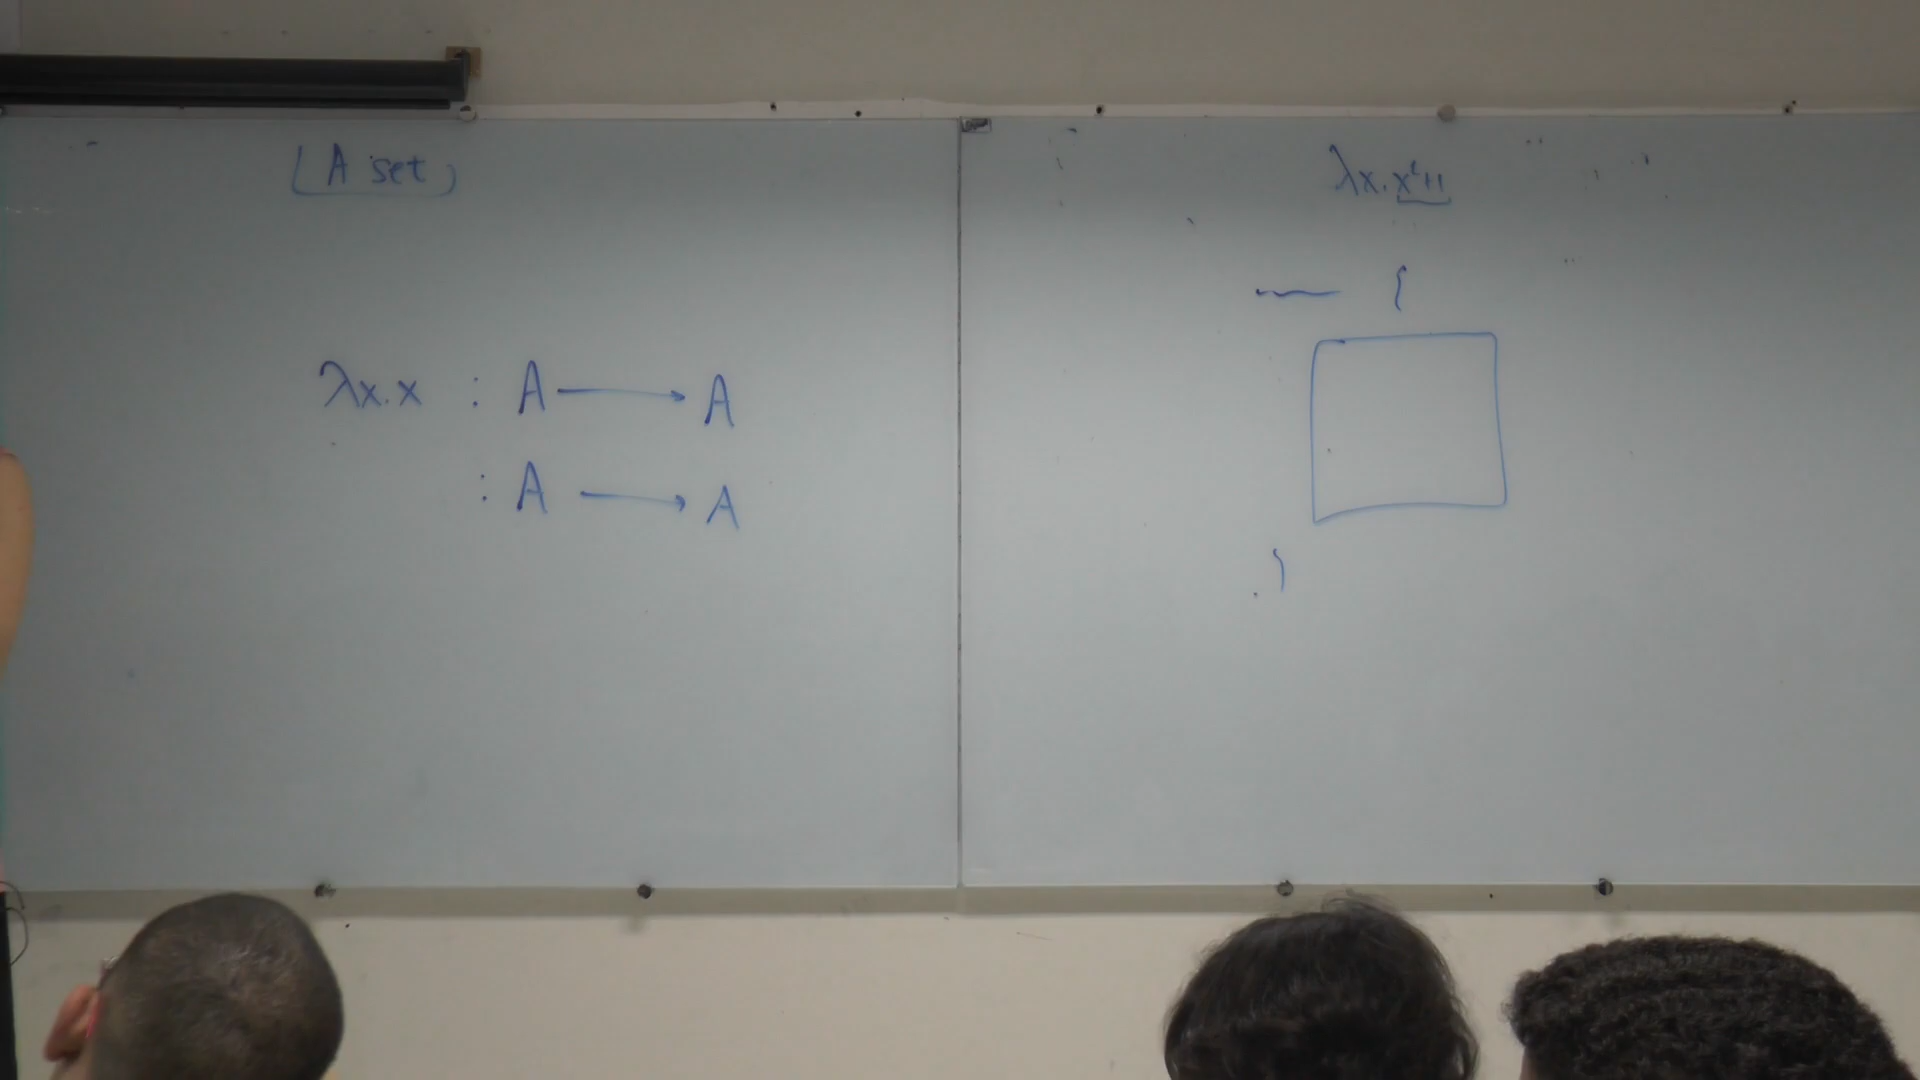 A set
λx.x : A → A
: A → A
λx.x²+1
{
}